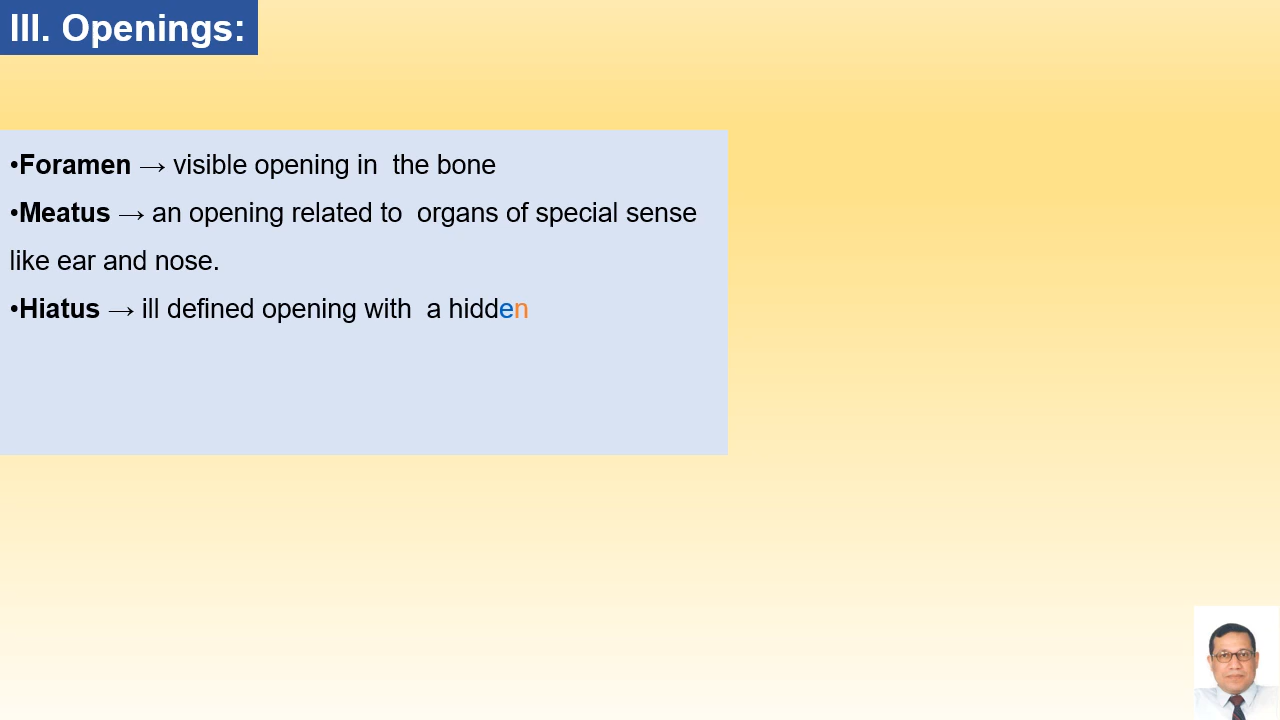 III. Openings:
•Foramen → visible opening in  the bone
•Meatus → an opening related to  organs of special sense
like ear and nose.
•Hiatus → ill defined opening with  a hidden